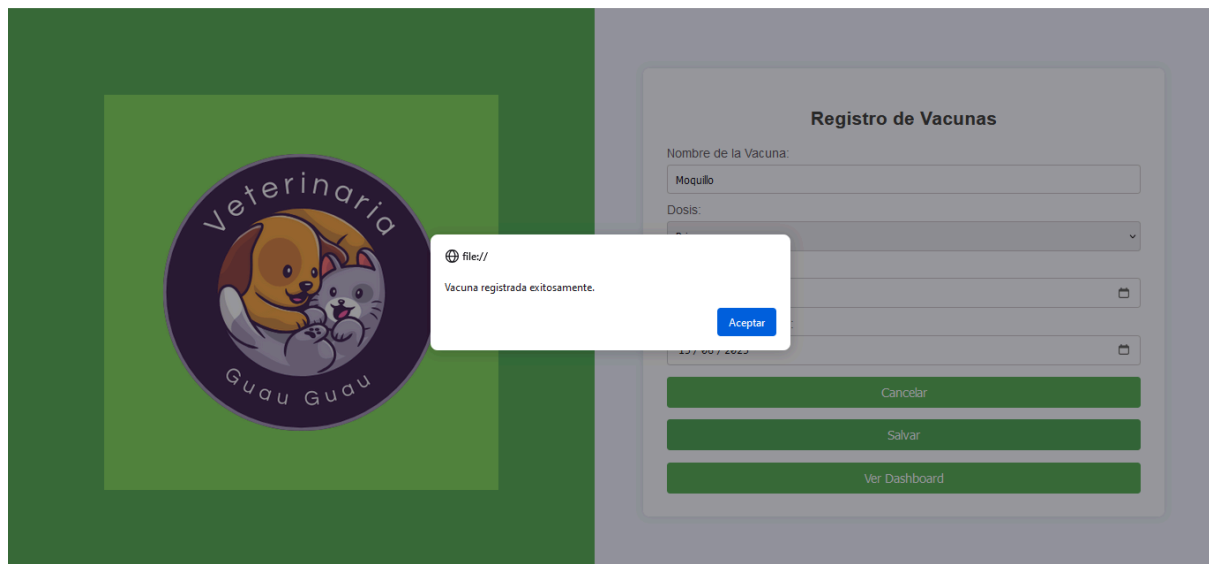 Veterinaria
Guau Guau
Registro de Vacunas
Nombre de la Vacuna:
Moquillo
Dosis:
file://
Vacuna registrada exitosamente.
Aceptar
Cancelar
Salvar
Ver Dashboard